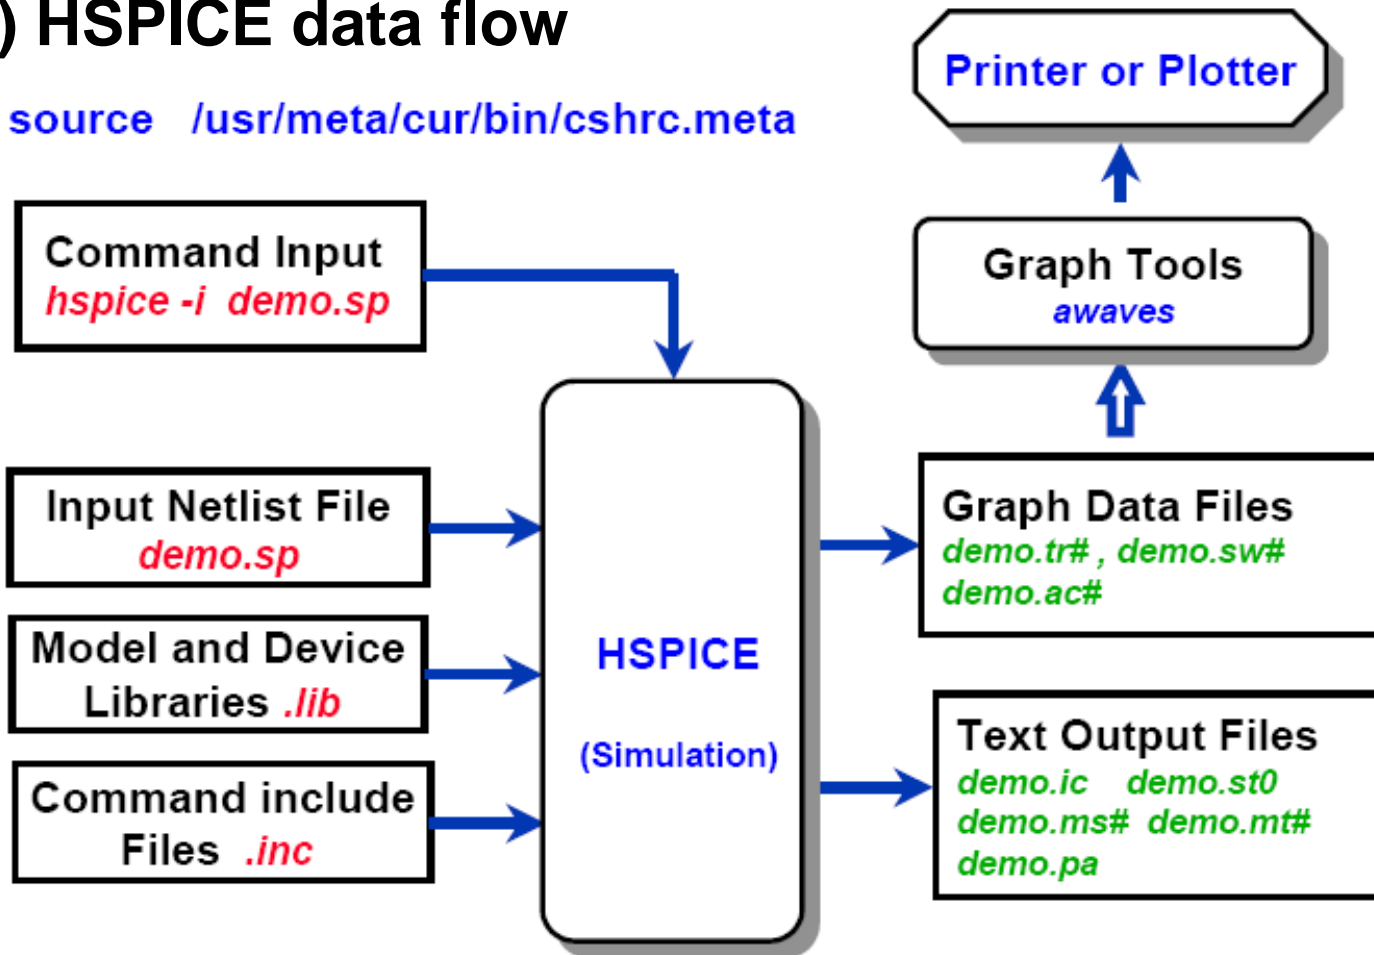 ) HSPICE data flow
source /usr/meta/cur/bin/cshrc.meta
Printer or Plotter
Graph Tools
awaves
Command Input
hspice -i demo.sp
Input Netlist File
demo.sp
Model and Device
Libraries .lib
Command include
Files .inc
HSPICE
(Simulation)
Graph Data Files
demo.tr# , demo.sw#
demo.ac#
Text Output Files
demo.ic demo.st0
demo.ms# demo.mt#
demo.pa